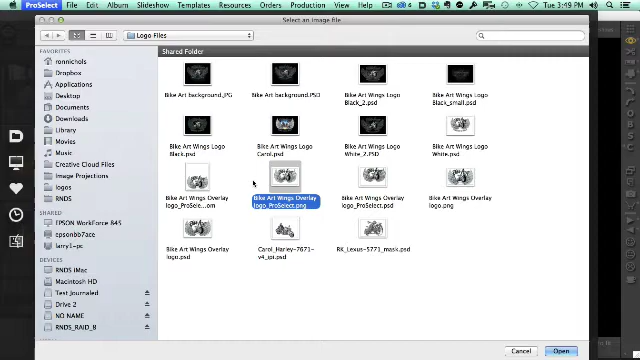 ProSelect File Edit Album Slideshow Templates Resources Orders Production Views Help
Tue 3:49 PM
Select an image file
Logo Files
FAVORITES
ronnichols
Dropbox
Applications
Desktop
Documents
Downloads
Library
Movies
Music
Creative Cloud Files
Image Projections
logos
RNDS
SHARED
EPSON WorkForce 845
eponbb7ace
larry1-pc
DEVICES
RNDS iMac
Macintosh HD
Test Journaled
Drive 2
NO NAME
RNDS_RAID_B
Shared Folder
Bike Art background.JPG
Bike Art background.PSD
Bike Art Wings Logo
Black_2.psd
Bike Art Wings Logo
Black_small.psd
Bike Art Wings Logo
Black.psd
Bike Art Wings Logo
Carol.psd
Bike Art Wings Logo
White_2.PSD
Bike Art Wings Logo
White.psd
Bike Art Wings Overlay
logo_ProSele...om
Bike Art Wings Overlay
logo_ProSelect.png
Bike Art Wings Overlay
logo_ProSelect.psd
Bike Art Wings Overlay
logo.png
Bike Art Wings Overlay
logo.psd
Carol_Harley-7671-
v4_ipi.psd
RK_Lexus-5771_mask.psd
Cancel
Open